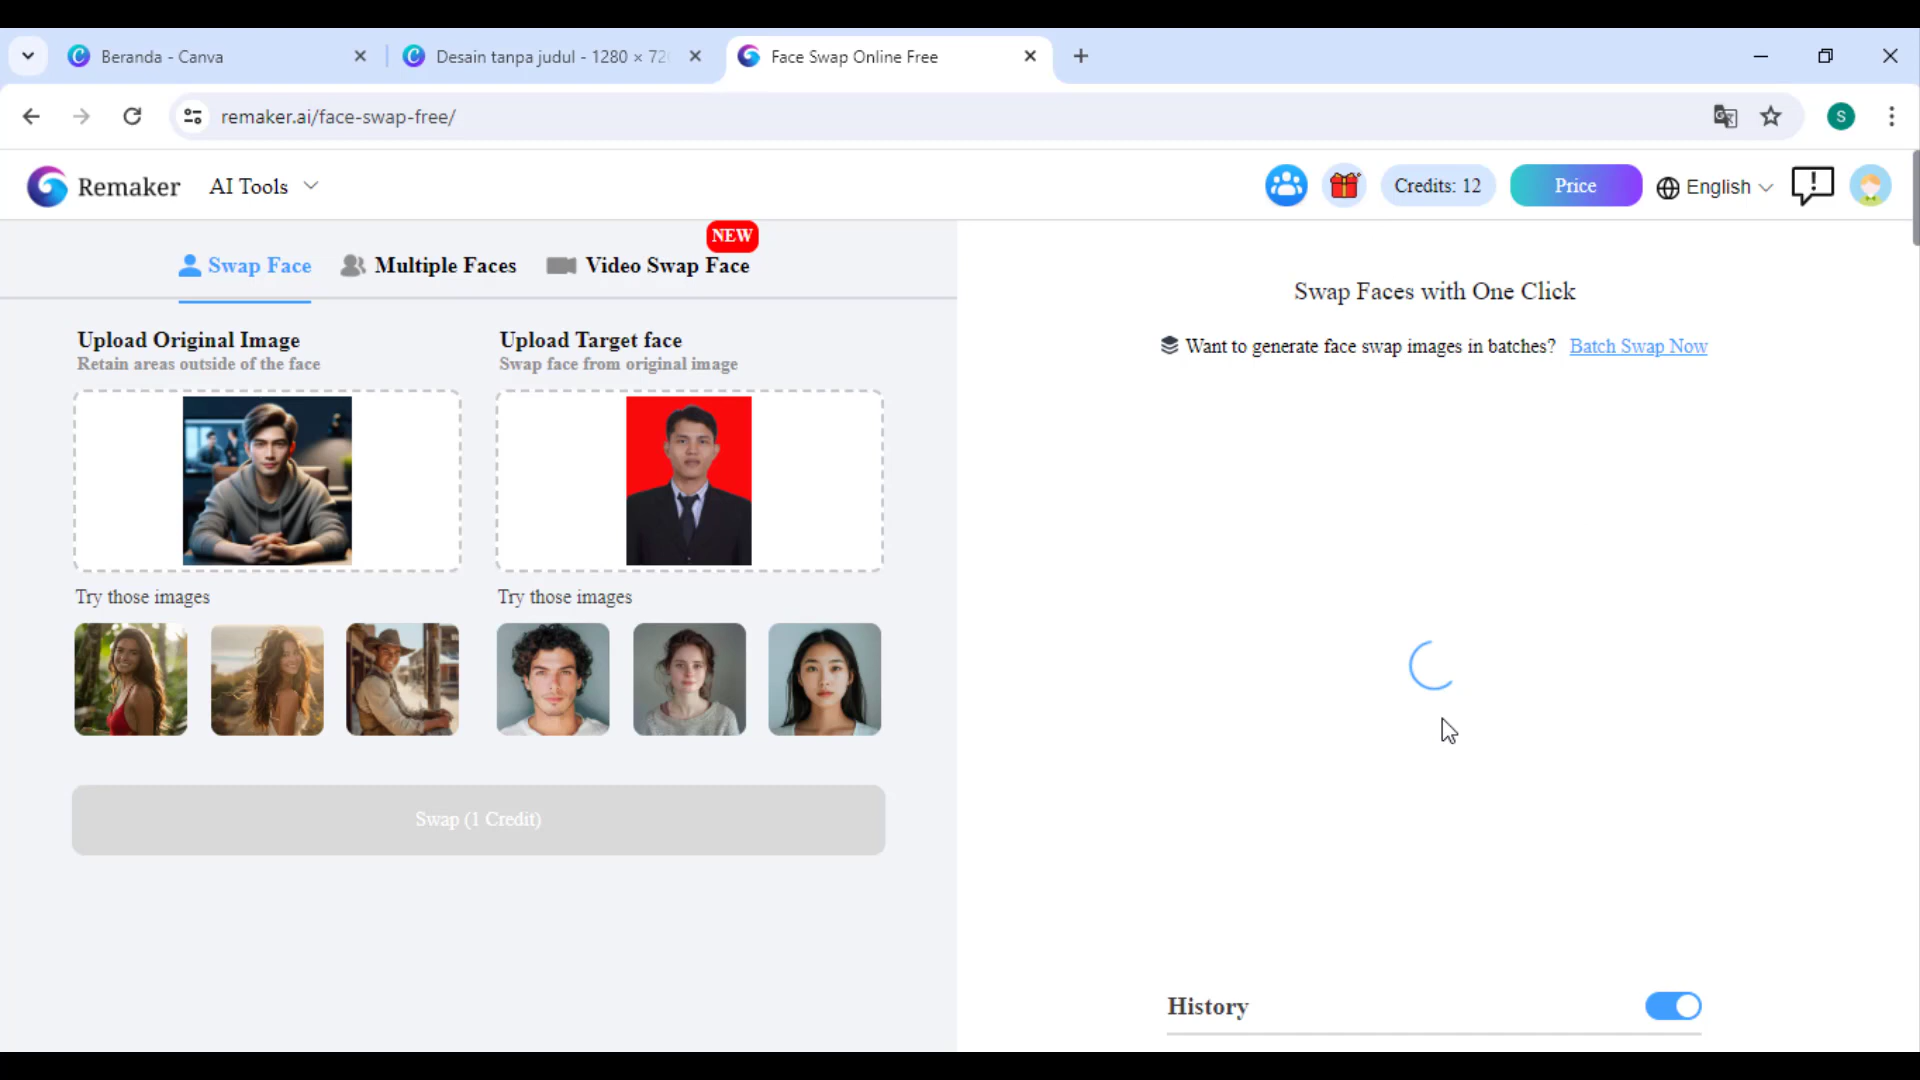 Beranda - Canva
Desain tanpa judul - 1280 × 72
Face Swap Online Free
remaker.ai/face-swap-free/
S
Remaker
AI Tools
Credits: 12
Price
English
NEW
Swap Face
Multiple Faces
Video Swap Face
Upload Original Image
Retain areas outside of the face
Upload Target face
Swap face from original image
Try those images
Try those images
Swap (1 Credit)
Swap Faces with One Click
Want to generate face swap images in batches? Batch Swap Now
History